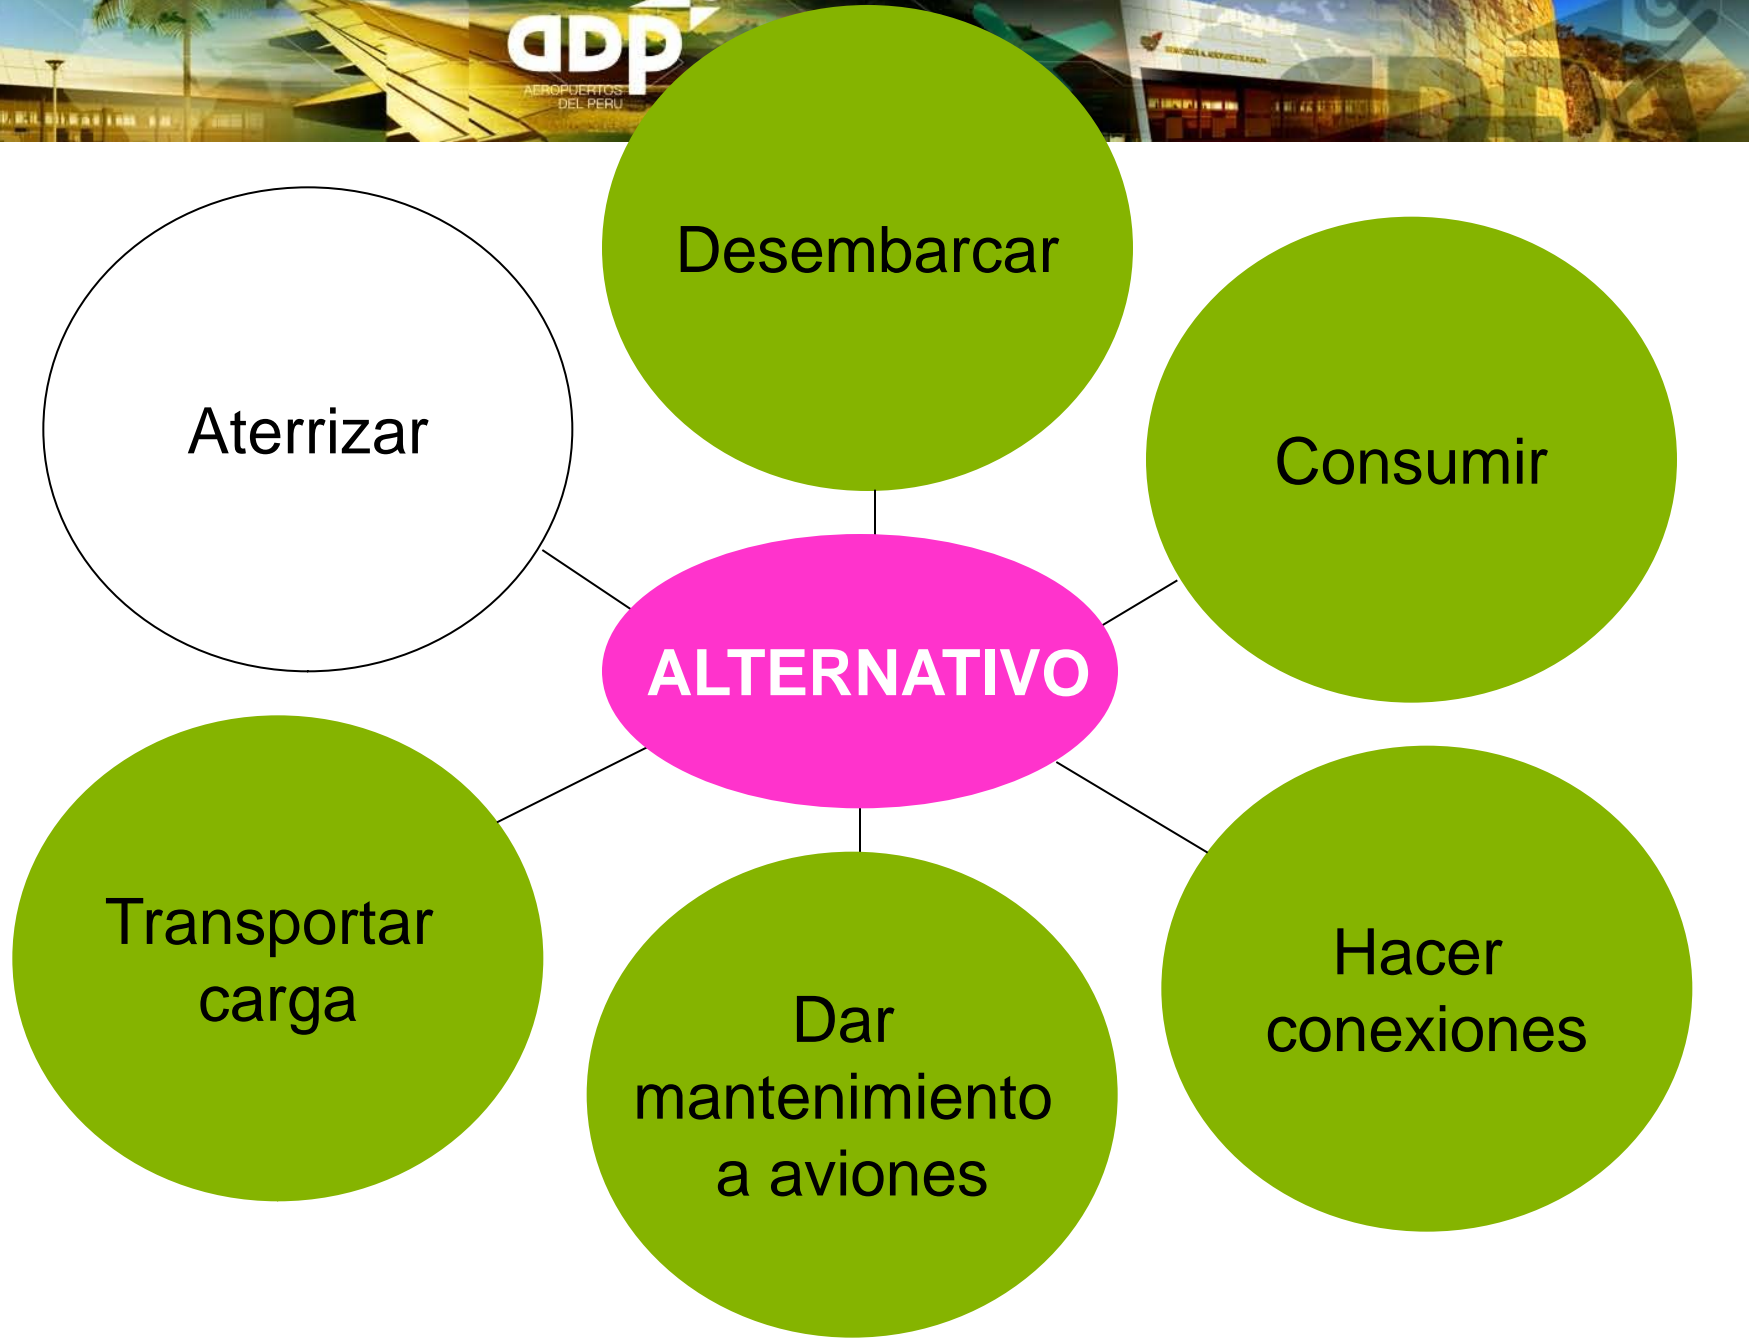 adp
AEROPUERTOS
DEL PERU
Desembarcar
Aterrizar
Consumir
ALTERNATIVO
Transportar
carga
Hacer
conexiones
Dar
mantenimiento
a aviones